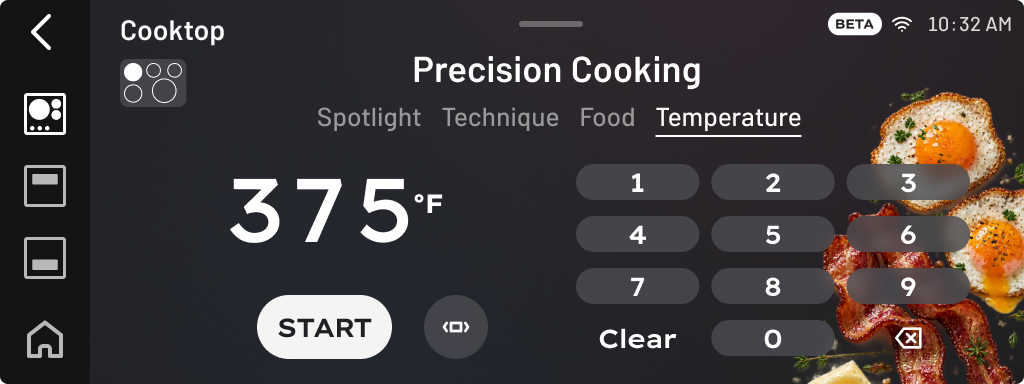 Cooktop
BETA 10:32 AM
Precision Cooking
Spotlight Technique Food Temperature
375°F
1 2 3
4 5 6
7 8 9
Clear 0
START